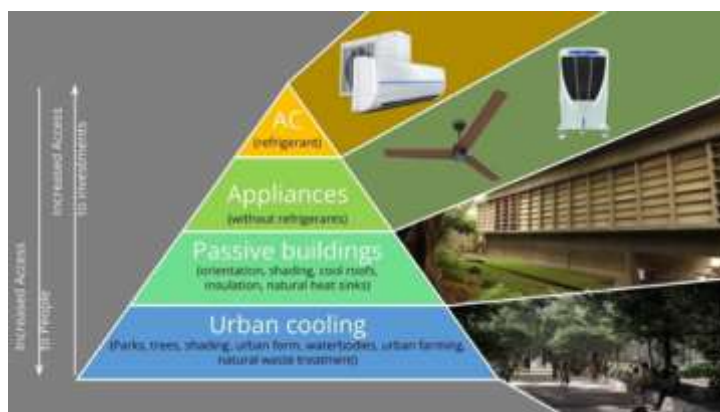 AC
(refrigerant)
Appliances
(without refrigerants)
Passive buildings
(orientation, shading, cool roofs,
insulation, natural heat sinks)
Urban cooling
(Parks, trees, shading, urban form, waterbodies, urban farming,
natural waste treatment)
Increased Access
to Investments
Increased Access
to People